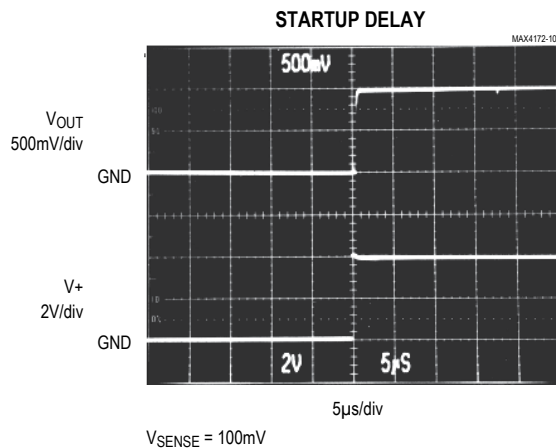 STARTUP DELAY
MAX4172-10
500mV
VOUT
500mV/div
GND
V+
2V/div
GND
2V 5µS
5µs/div
VSENSE = 100mV